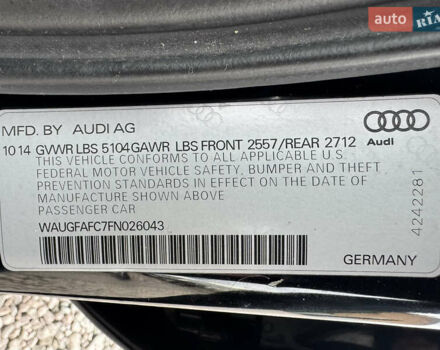 auto RIA
MFD. BY AUDI AG
Audi
10 14 GVWR LBS 5104 GAWR LBS FRONT 2557/REAR 2712
THIS VEHICLE CONFORMS TO ALL APPLICABLE U.S.
FEDERAL MOTOR VEHICLE SAFETY, BUMPER AND THEFT
PREVENTION STANDARDS IN EFFECT ON THE DATE OF
MANUFACTURE SHOWN ABOVE.
PASSENGER CAR
WAUGFAFC7FN026043
4242281
GERMANY